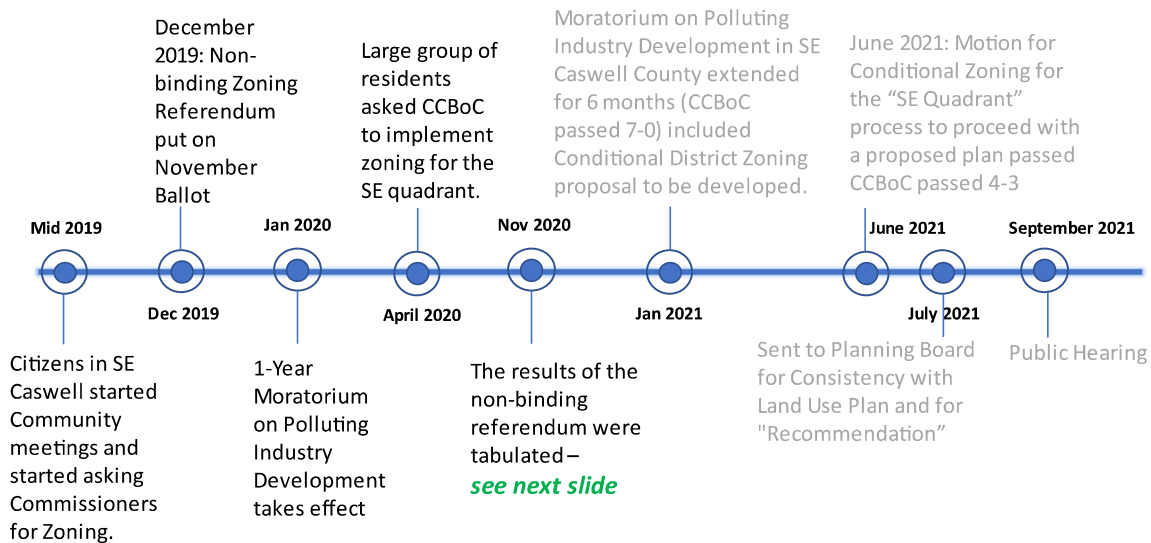 December
2019: Non-
binding Zoning
Referendum
put on
November
Ballot
Large group of
residents
asked CCBoC
to implement
zoning for the
SE quadrant.
Moratorium on Polluting
Industry Development in SE
Caswell County extended
for 6 months (CCBoC
passed 7-0) included
Conditional District Zoning
proposal to be developed.
June 2021: Motion for
Conditional Zoning for
the “SE Quadrant”
process to proceed with
a proposed plan passed
CCBoC passed 4-3
Mid 2019
Jan 2020
Nov 2020
June 2021
September 2021
Dec 2019
April 2020
Jan 2021
July 2021
Citizens in SE
Caswell started
Community
meetings and
started asking
Commissioners
for Zoning.
1-Year
Moratorium
on Polluting
Industry
Development
takes effect
The results of the
non-binding
referendum were
tabulated –
see next slide
Sent to Planning Board
for Consistency with
Land Use Plan and for
"Recommendation”
Public Hearing